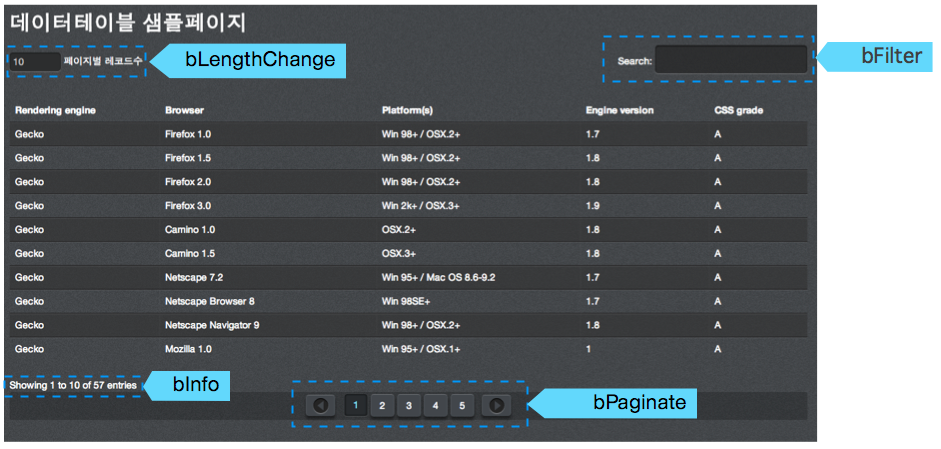 데이터테이블 샘플페이지
10 페이지별 레코드수 bLengthChange Search: bFilter
Rendering engine Browser Platform(s) Engine version CSS grade
Gecko Firefox 1.0 Win 98+ / OSX.2+ 1.7 A
Gecko Firefox 1.5 Win 98+ / OSX.2+ 1.8 A
Gecko Firefox 2.0 Win 98+ / OSX.2+ 1.8 A
Gecko Firefox 3.0 Win 2k+ / OSX.3+ 1.9 A
Gecko Camino 1.0 OSX.2+ 1.8 A
Gecko Camino 1.5 OSX.3+ 1.8 A
Gecko Netscape 7.2 Win 95+ / Mac OS 8.6-9.2 1.7 A
Gecko Netscape Browser 8 Win 98SE+ 1.7 A
Gecko Netscape Navigator 9 Win 98+ / OSX.2+ 1.8 A
Gecko Mozilla 1.0 Win 95+ / OSX.1+ 1 A
Showing 1 to 10 of 57 entries bInfo
1 2 3 4 5 bPaginate